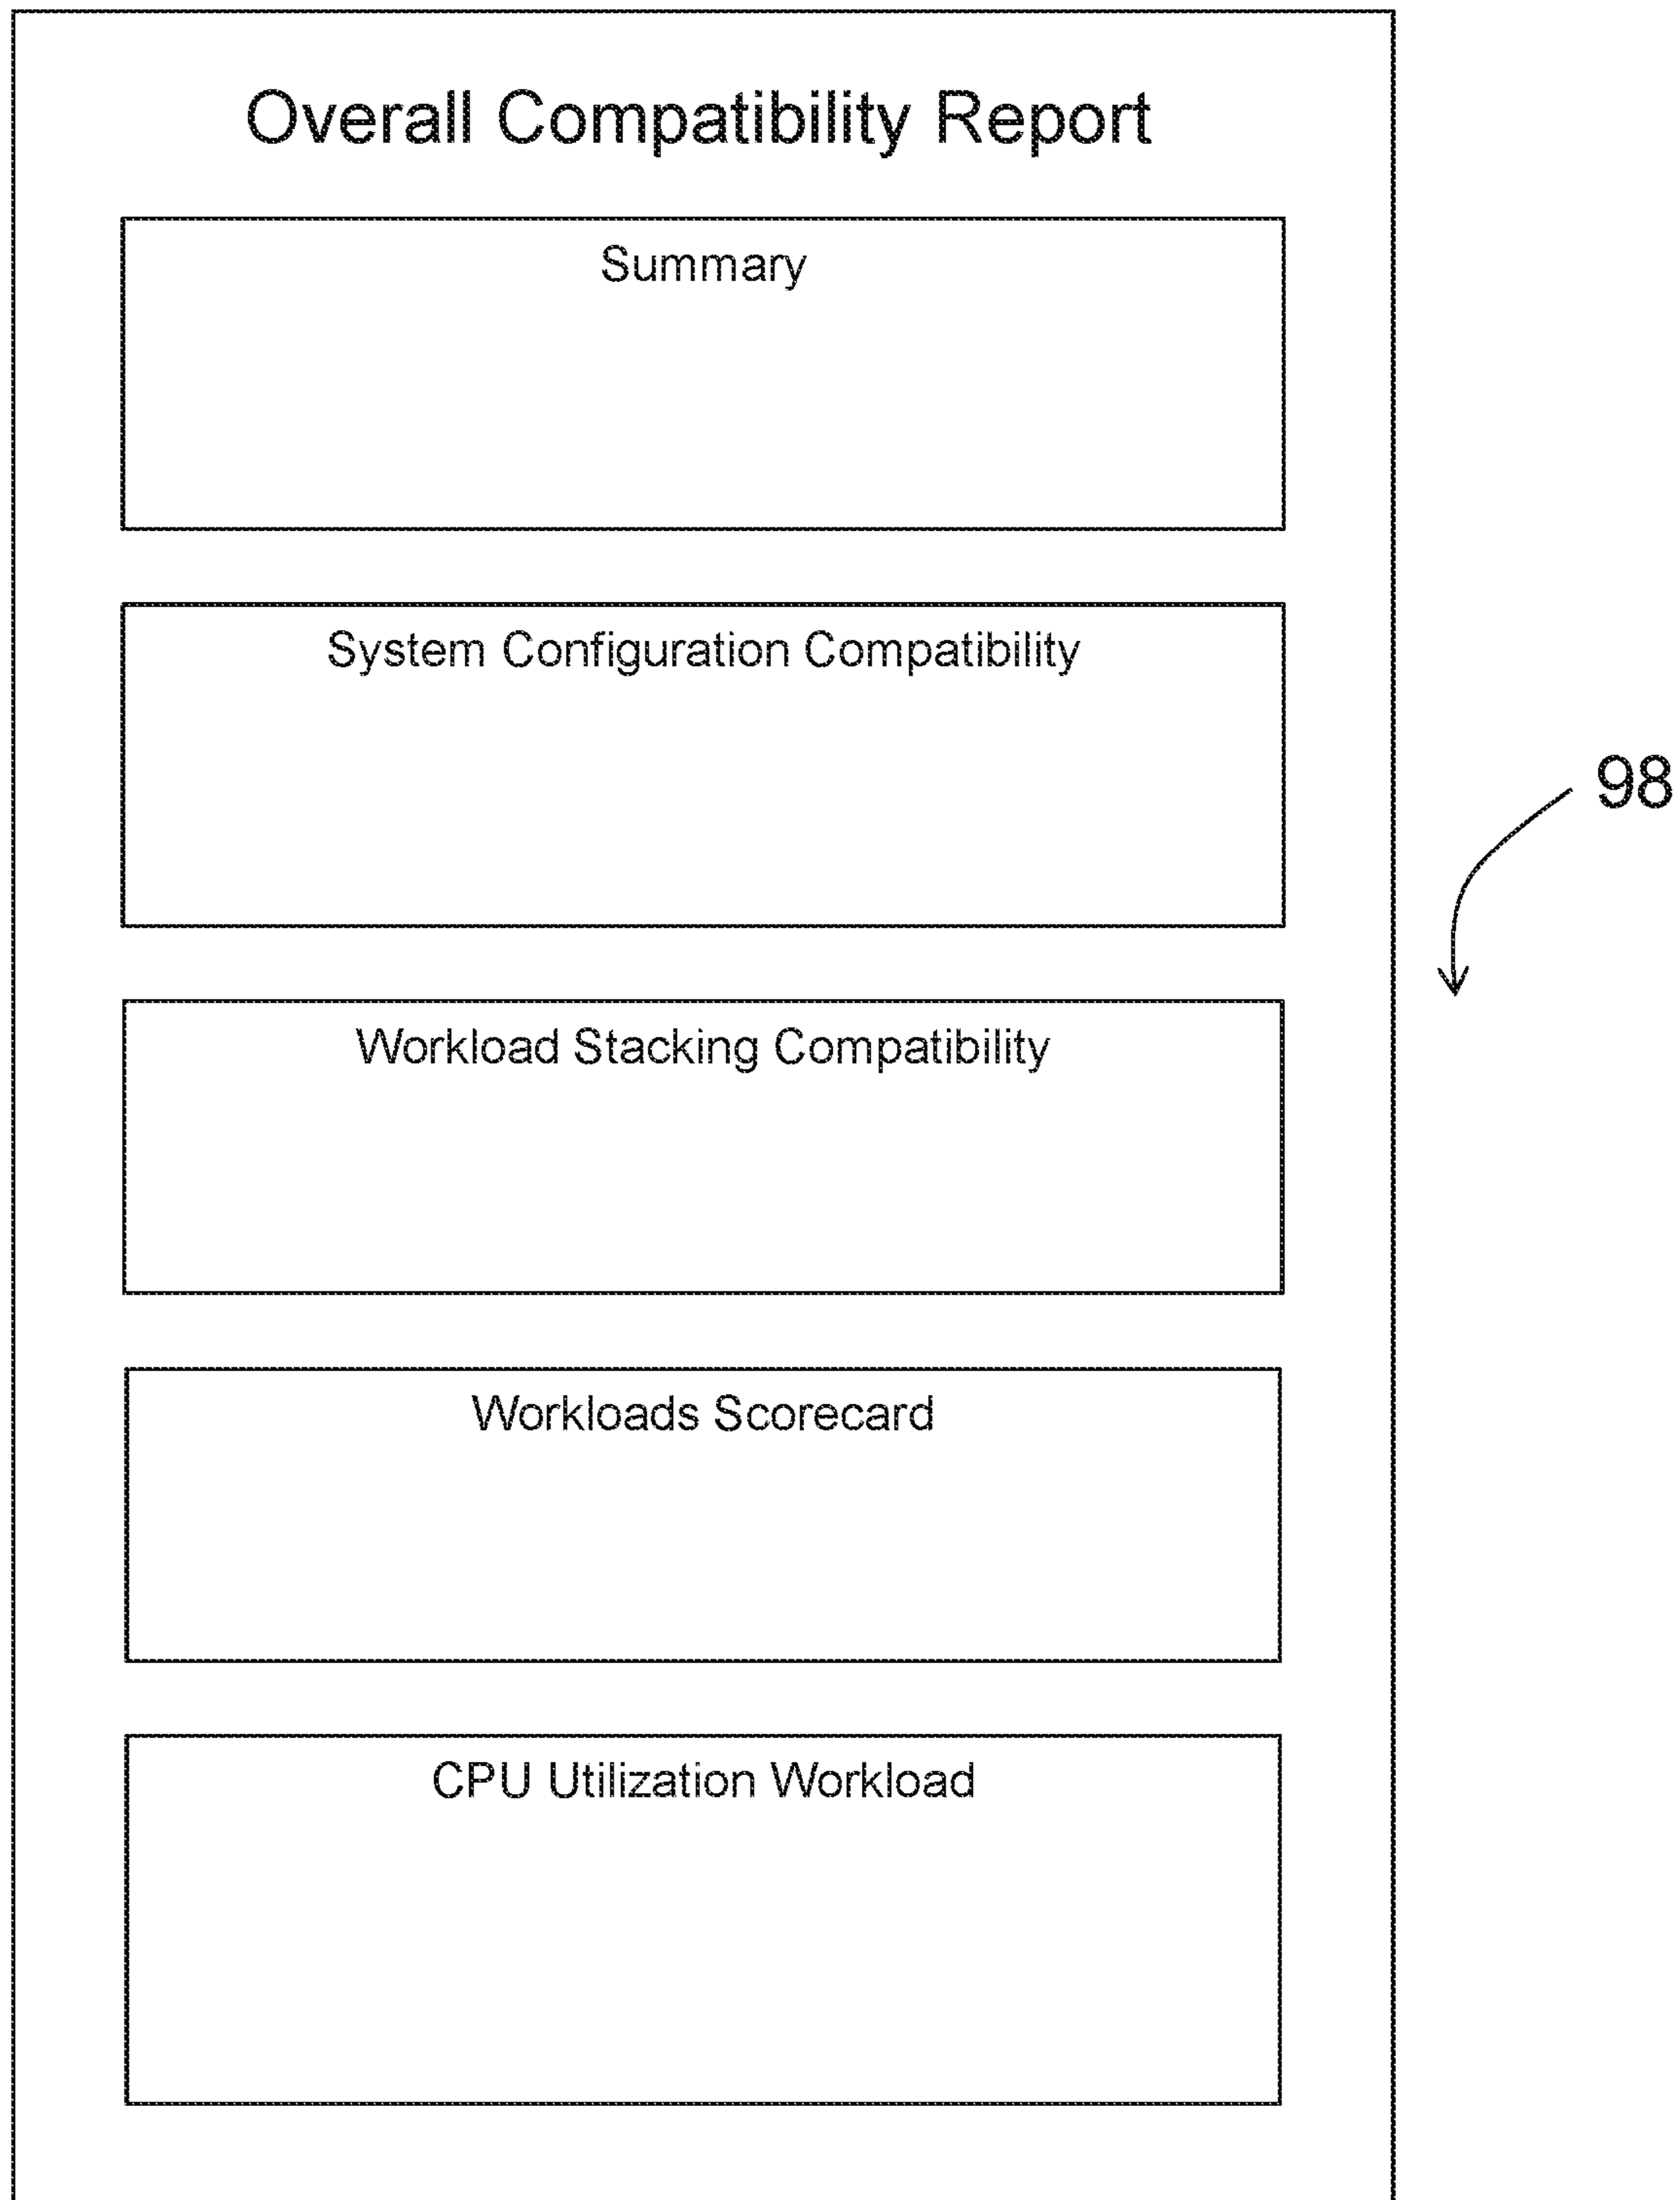 Overall Compatibility Report
Summary
System Configuration Compatibility
98
Workload Stacking Compatibility
Workloads Scorecard
CPU Utilization Workload